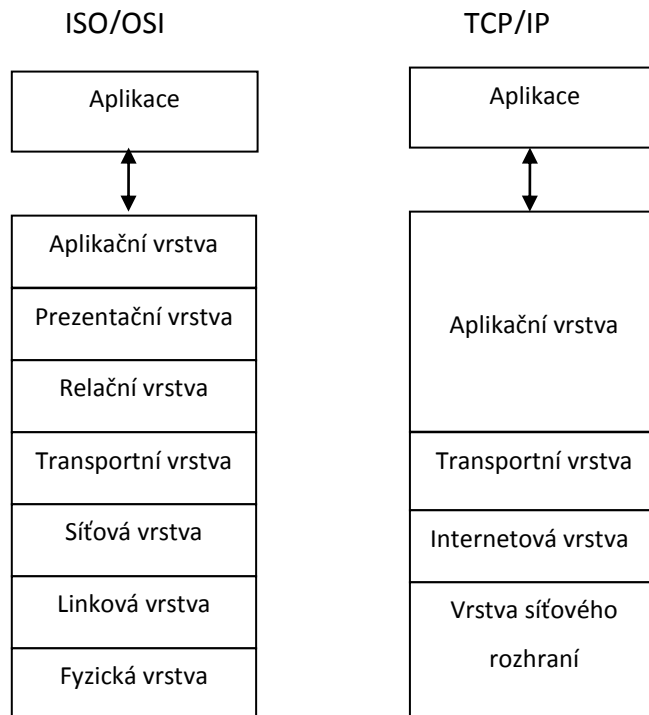 ISO/OSI
Aplikace
Aplikační vrstva
Prezentační vrstva
Relační vrstva
Transportní vrstva
Síťová vrstva
Linková vrstva
Fyzická vrstva
TCP/IP
Aplikace
Aplikační vrstva
Transportní vrstva
Internetová vrstva
Vrstva síťového
rozhraní